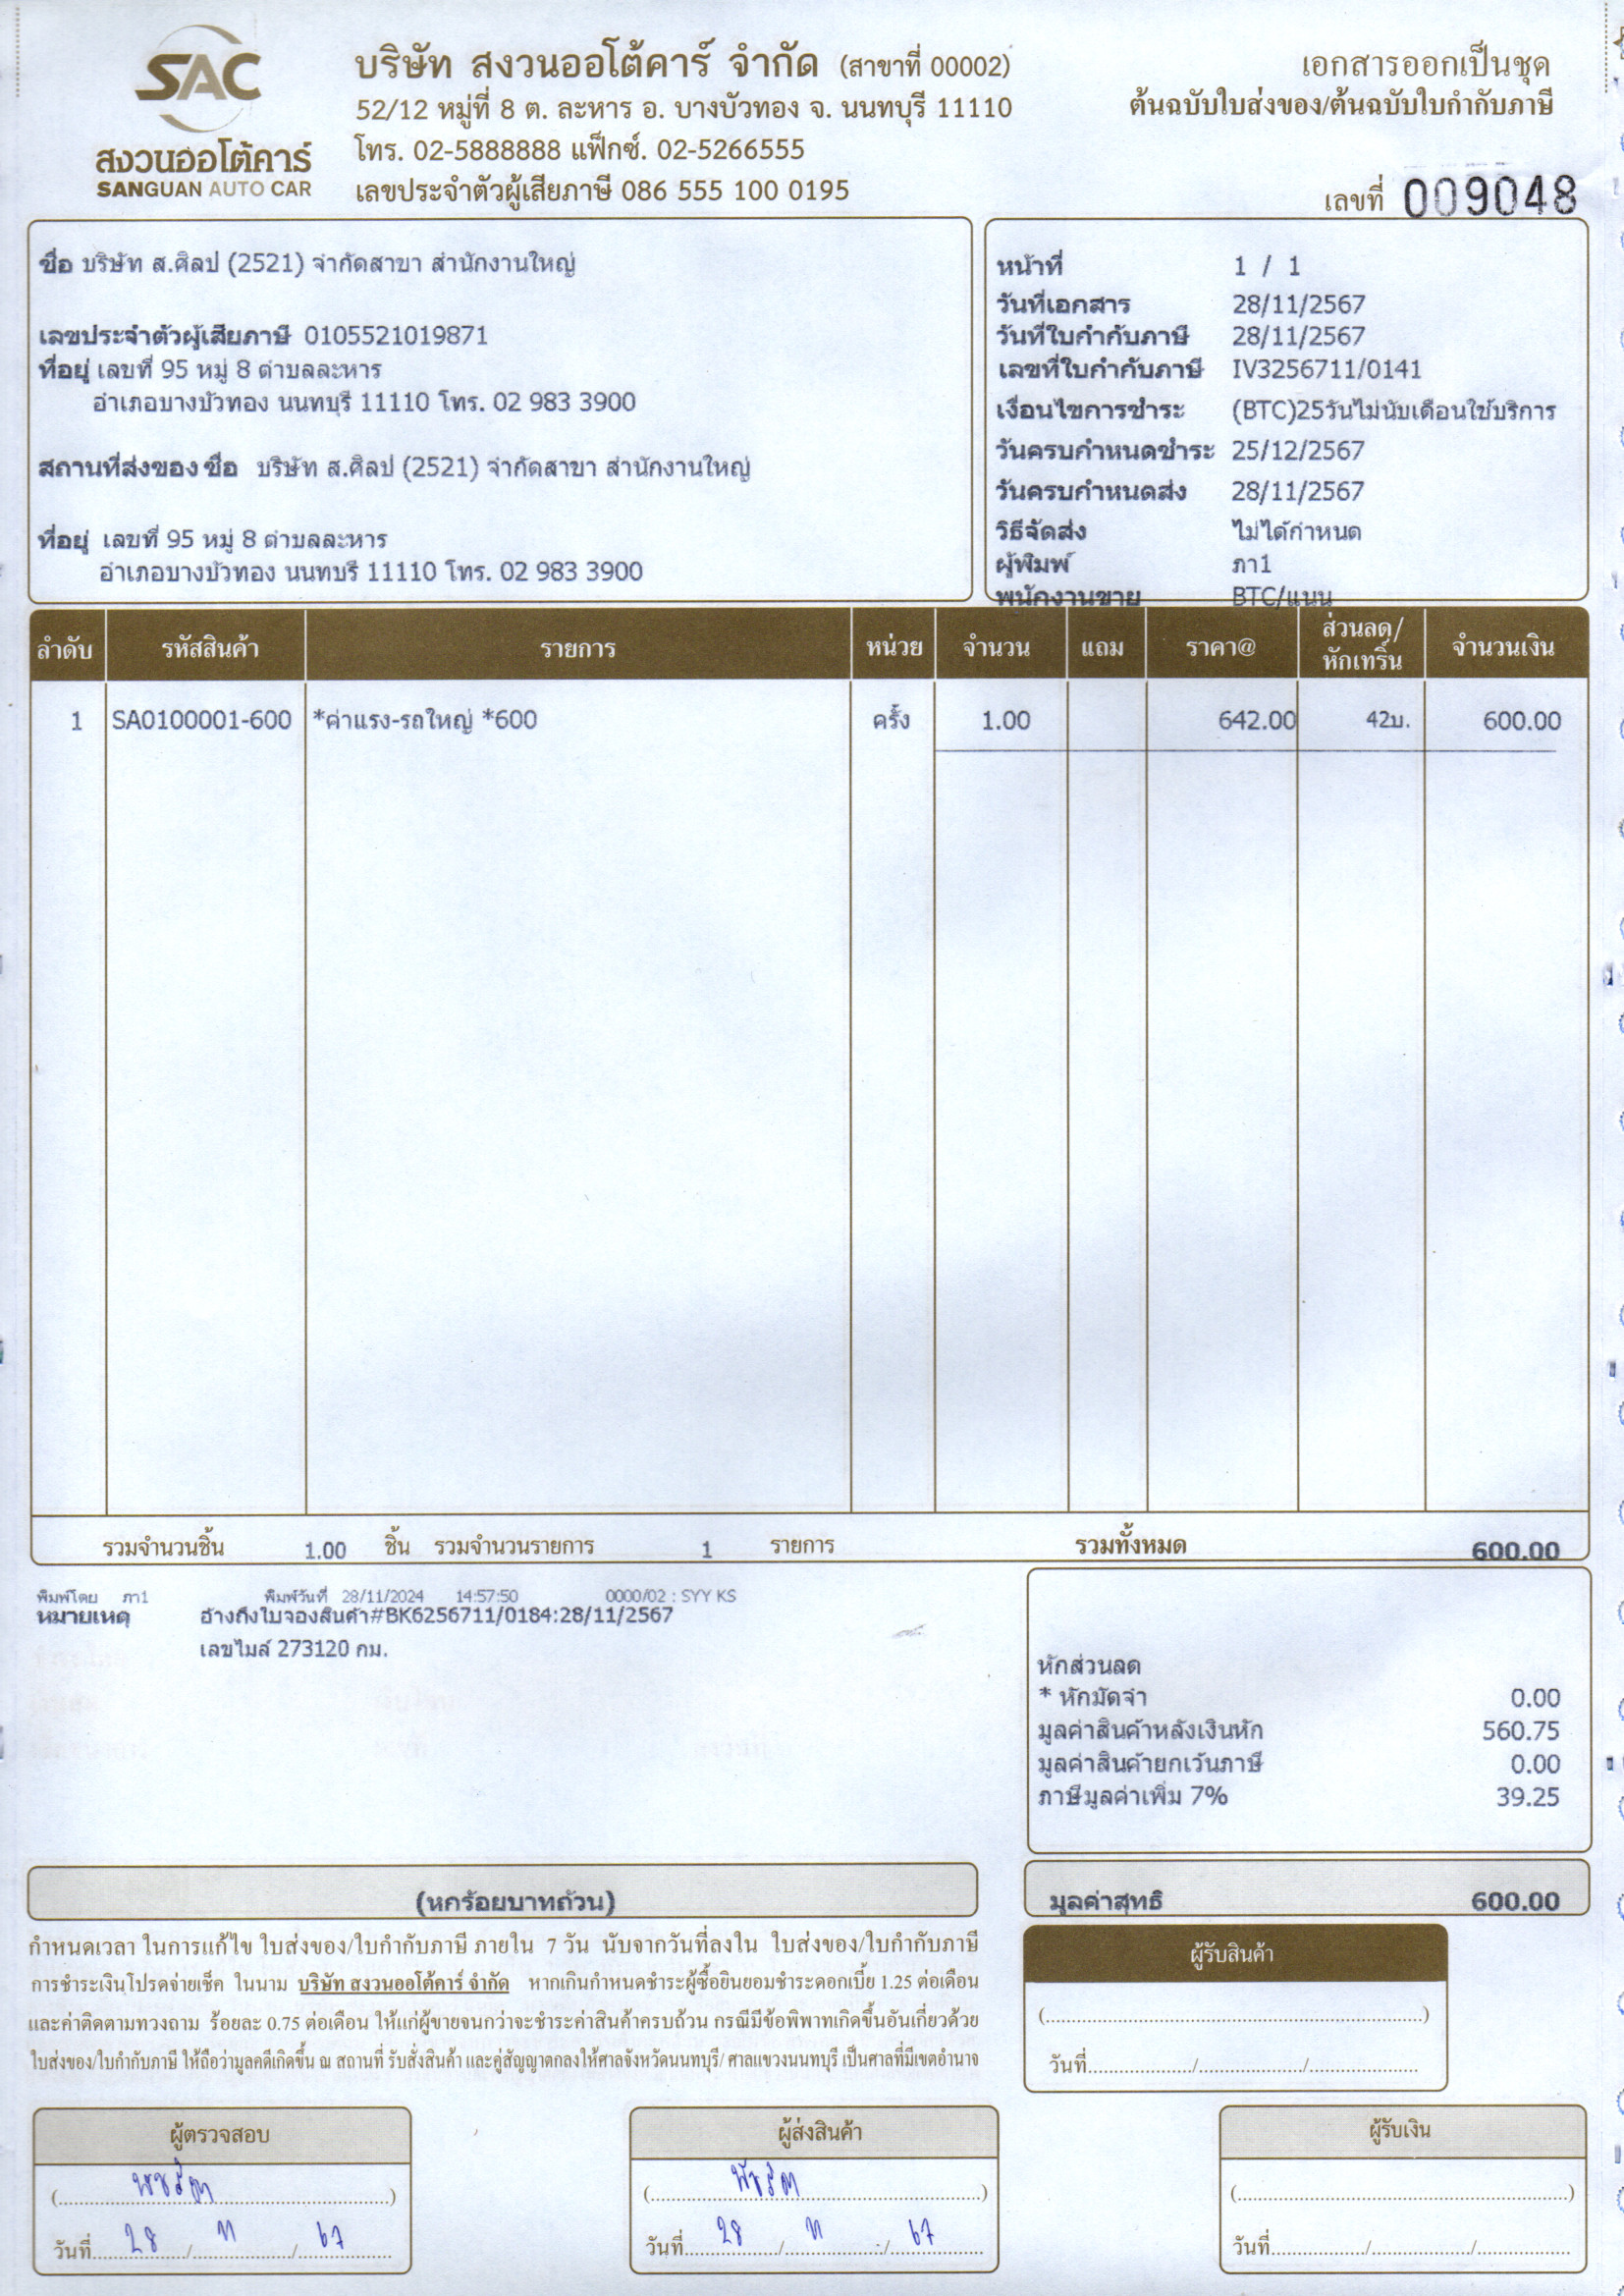 SAC
สงวนออโต้คาร์
SANGUAN AUTO CAR
บริษัท สงวนออโต้คาร์ จำกัด (สาขาที่ 00002)
52/12 หมู่ที่ 8 ต. ละหาร อ. บางบัวทอง จ. นนทบุรี 11110
โทร. 02-5888888 แฟ็กซ์. 02-5266555
เลขประจำตัวผู้เสียภาษี 086 555 100 0195
เอกสารออกเป็นชุด
ต้นฉบับใบส่งของ/ต้นฉบับใบกำกับภาษี
เลขที่ 009048
ชื่อ บริษัท ส.ศิลป (2521) จำกัดสาขา สำนักงานใหญ่
เลขประจำตัวผู้เสียภาษี 0105521019871
ที่อยู่ เลขที่ 95 หมู่ 8 ตำบลละหาร
อำเภอบางบัวทอง นนทบุรี 11110 โทร. 02 983 3900
สถานที่ส่งของ ชื่อ บริษัท ส.ศิลป (2521) จำกัดสาขา สำนักงานใหญ่
ที่อยู่ เลขที่ 95 หมู่ 8 ตำบลละหาร
อำเภอบางบัวทอง นนทบุรี 11110 โทร. 02 983 3900
หน้าที่ 1 / 1
วันที่เอกสาร 28/11/2567
วันที่ใบกำกับภาษี 28/11/2567
เลขที่ใบกำกับภาษี IV3256711/0141
เงื่อนไขการชำระ (BTC)25วันไม่นับเดือนใช้บริการ
วันครบกำหนดชำระ 25/12/2567
วันครบกำหนดส่ง 28/11/2567
วิธีจัดส่ง ไม่ได้กำหนด
ผู้พิมพ์ ภา1
พนักงานขาย BTC/แนน
ลำดับ รหัสสินค้า รายการ หน่วย จำนวน แถม ราคา@ ส่วนลด/หักเทริ์น จำนวนเงิน
1 SA0100001-600 *ค่าแรง-รถใหญ่ *600 ครั้ง 1.00 642.00 42บ. 600.00
รวมจำนวนชิ้น 1.00 ชิ้น รวมจำนวนรายการ 1 รายการ รวมทั้งหมด 600.00
พิมพ์โดย ภา1 พิมพ์วันที่ 28/11/2024 14:57:50 0000/02 : SYY KS
หมายเหตุ อ้างถึงใบจองสินค้า#BK6256711/0184:28/11/2567
เลขไมล์ 273120 กม.
หักส่วนลด
* หักมัดจำ 0.00
มูลค่าสินค้าหลังเงินหัก 560.75
มูลค่าสินค้ายกเว้นภาษี 0.00
ภาษีมูลค่าเพิ่ม 7% 39.25
(หกร้อยบาทถ้วน)
มูลค่าสุทธิ 600.00
กำหนดเวลา ในการแก้ไข ใบส่งของ/ใบกำกับภาษี ภายใน 7 วัน นับจากวันที่ลงใน ใบส่งของ/ใบกำกับภาษี
การชำระเงินโปรดจ่ายเช็ค ในนาม บริษัท สงวนออโต้คาร์ จำกัด หากเกินกำหนดชำระผู้ซื้อยินยอมชำระดอกเบี้ย 1.25 ต่อเดือน
และค่าติดตามทวงถาม ร้อยละ 0.75 ต่อเดือน ให้แก่ผู้ขายจนกว่าจะชำระค่าสินค้าครบถ้วน กรณีมีข้อพิพาทเกิดขึ้นอันเกี่ยวด้วย
ใบส่งของ/ใบกำกับภาษี ให้ถือว่ามูลคดีเกิดขึ้น ณ สถานที่ รับสั่งสินค้า และคู่สัญญาตกลงให้ศาลจังหวัดนนทบุรี/ ศาลแขวงนนทบุรี เป็นศาลที่มีเขตอำนาจ
ผู้รับสินค้า
(....................)
วันที่........../........../..........
ผู้ตรวจสอบ
พัชรีดา
วันที่ 28 / 11 / 67
ผู้ส่งสินค้า
พัชรีดา
วันที่ 28 / 11 / 67
ผู้รับเงิน
(....................)
วันที่........../........../..........